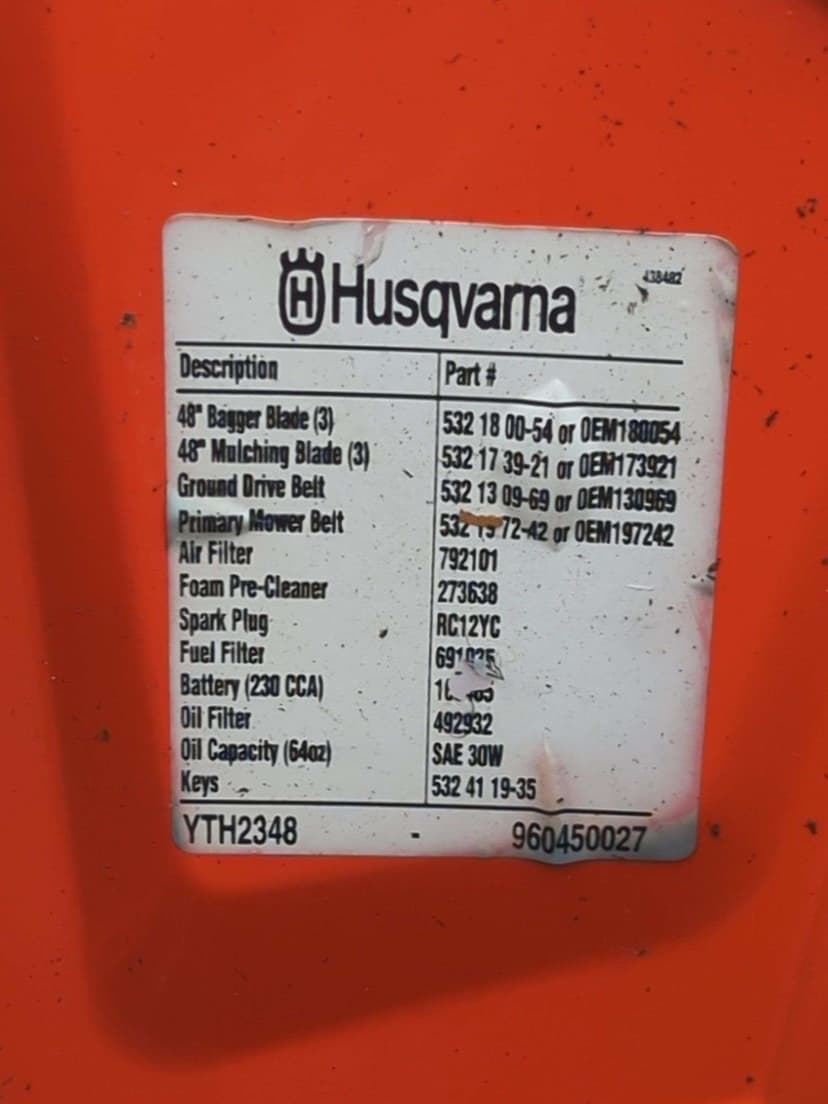 Husqvarna 438482
Description Part #
48" Bagger Blade (3) 532 18 00-54 or OEM180054
48" Mulching Blade (3) 532 17 39-21 or OEM173921
Ground Drive Belt 532 13 09-69 or OEM130969
Primary Mower Belt 532 72-42 or OEM197242
Air Filter 792101
Foam Pre-Cleaner 273638
Spark Plug RC12YC
Fuel Filter
Battery (230 CCA)
Oil Filter 492932
Oil Capacity (64oz) SAE 30W
Keys 532 41 19-35
YTH2348 - 960450027